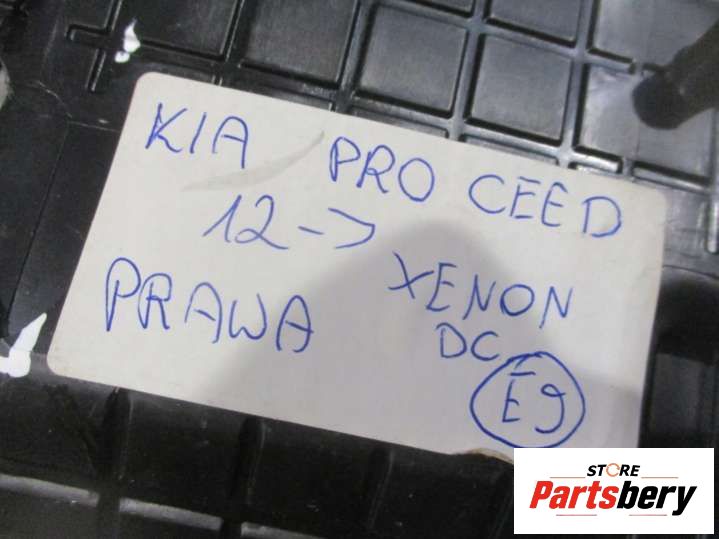 KIA PRO CEED
12->
XENON
PRAWA
DC
E9
STORE
Partsbery